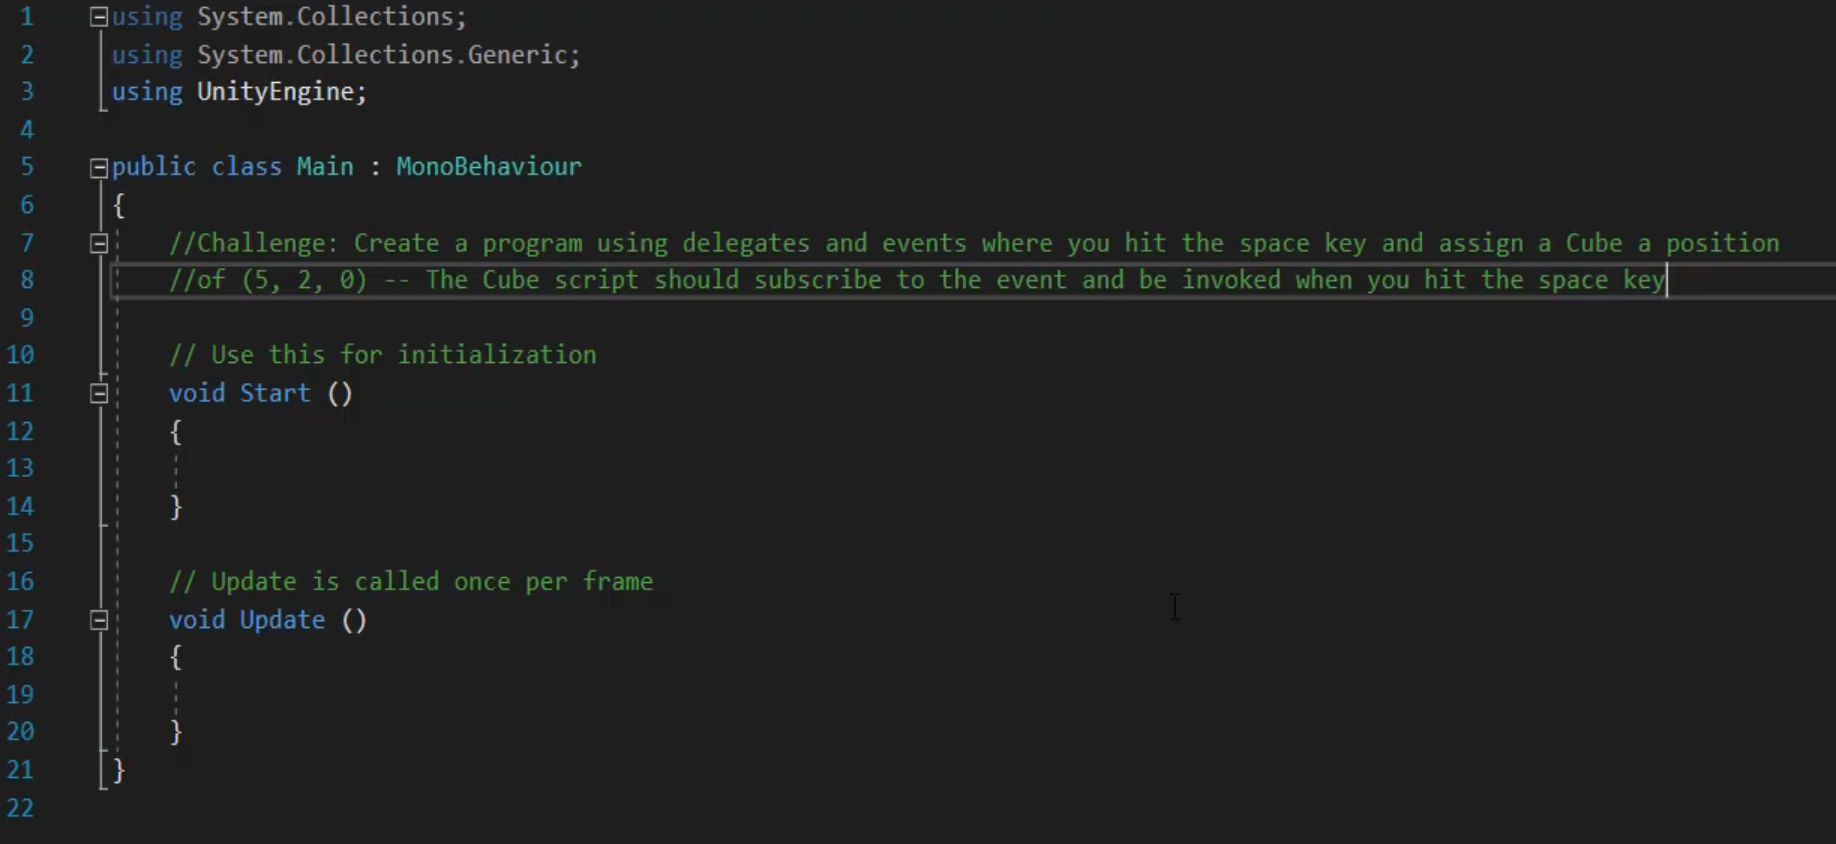 1 using System.Collections;
2 using System.Collections.Generic;
3 using UnityEngine;
4
5 public class Main : MonoBehaviour
6 {
7 //Challenge: Create a program using delegates and events where you hit the space key and assign a Cube a position
8 //of (5, 2, 0) -- The Cube script should subscribe to the event and be invoked when you hit the space key
9
10 // Use this for initialization
11 void Start ()
12 {
13
14 }
15
16 // Update is called once per frame
17 void Update ()
18 {
19
20 }
21 }
22